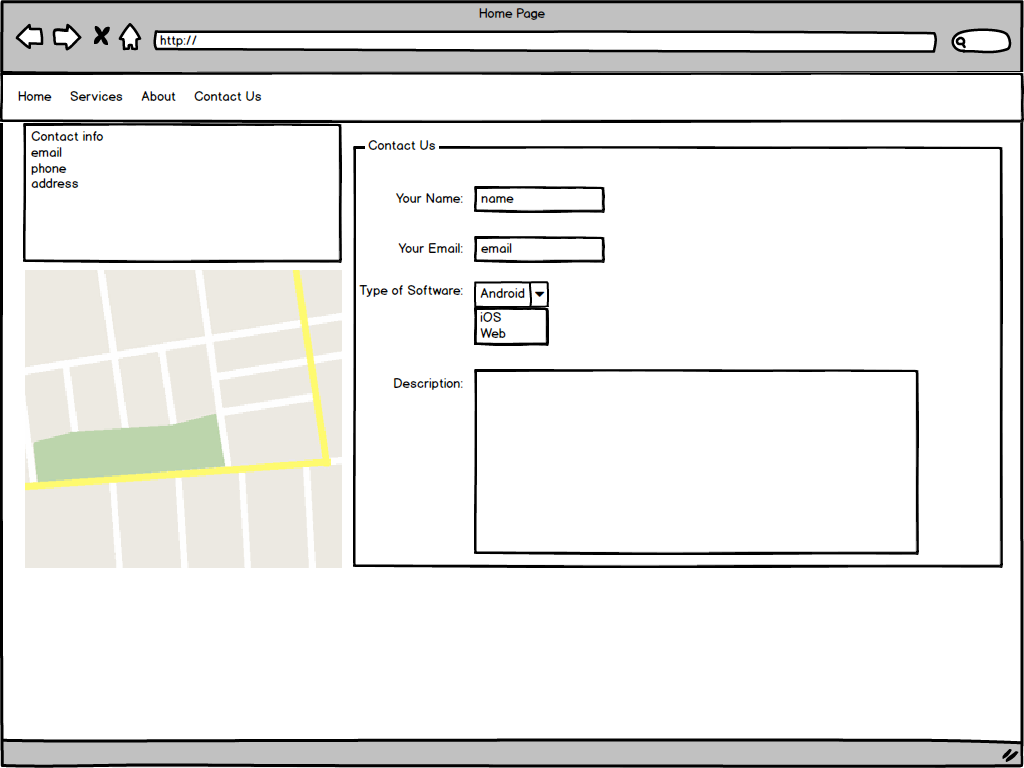 Home Page
http://
Home Services About Contact Us
Contact info
email
phone
address
Contact Us
Your Name: name
Your Email: email
Type of Software: Android
iOS
Web
Description: